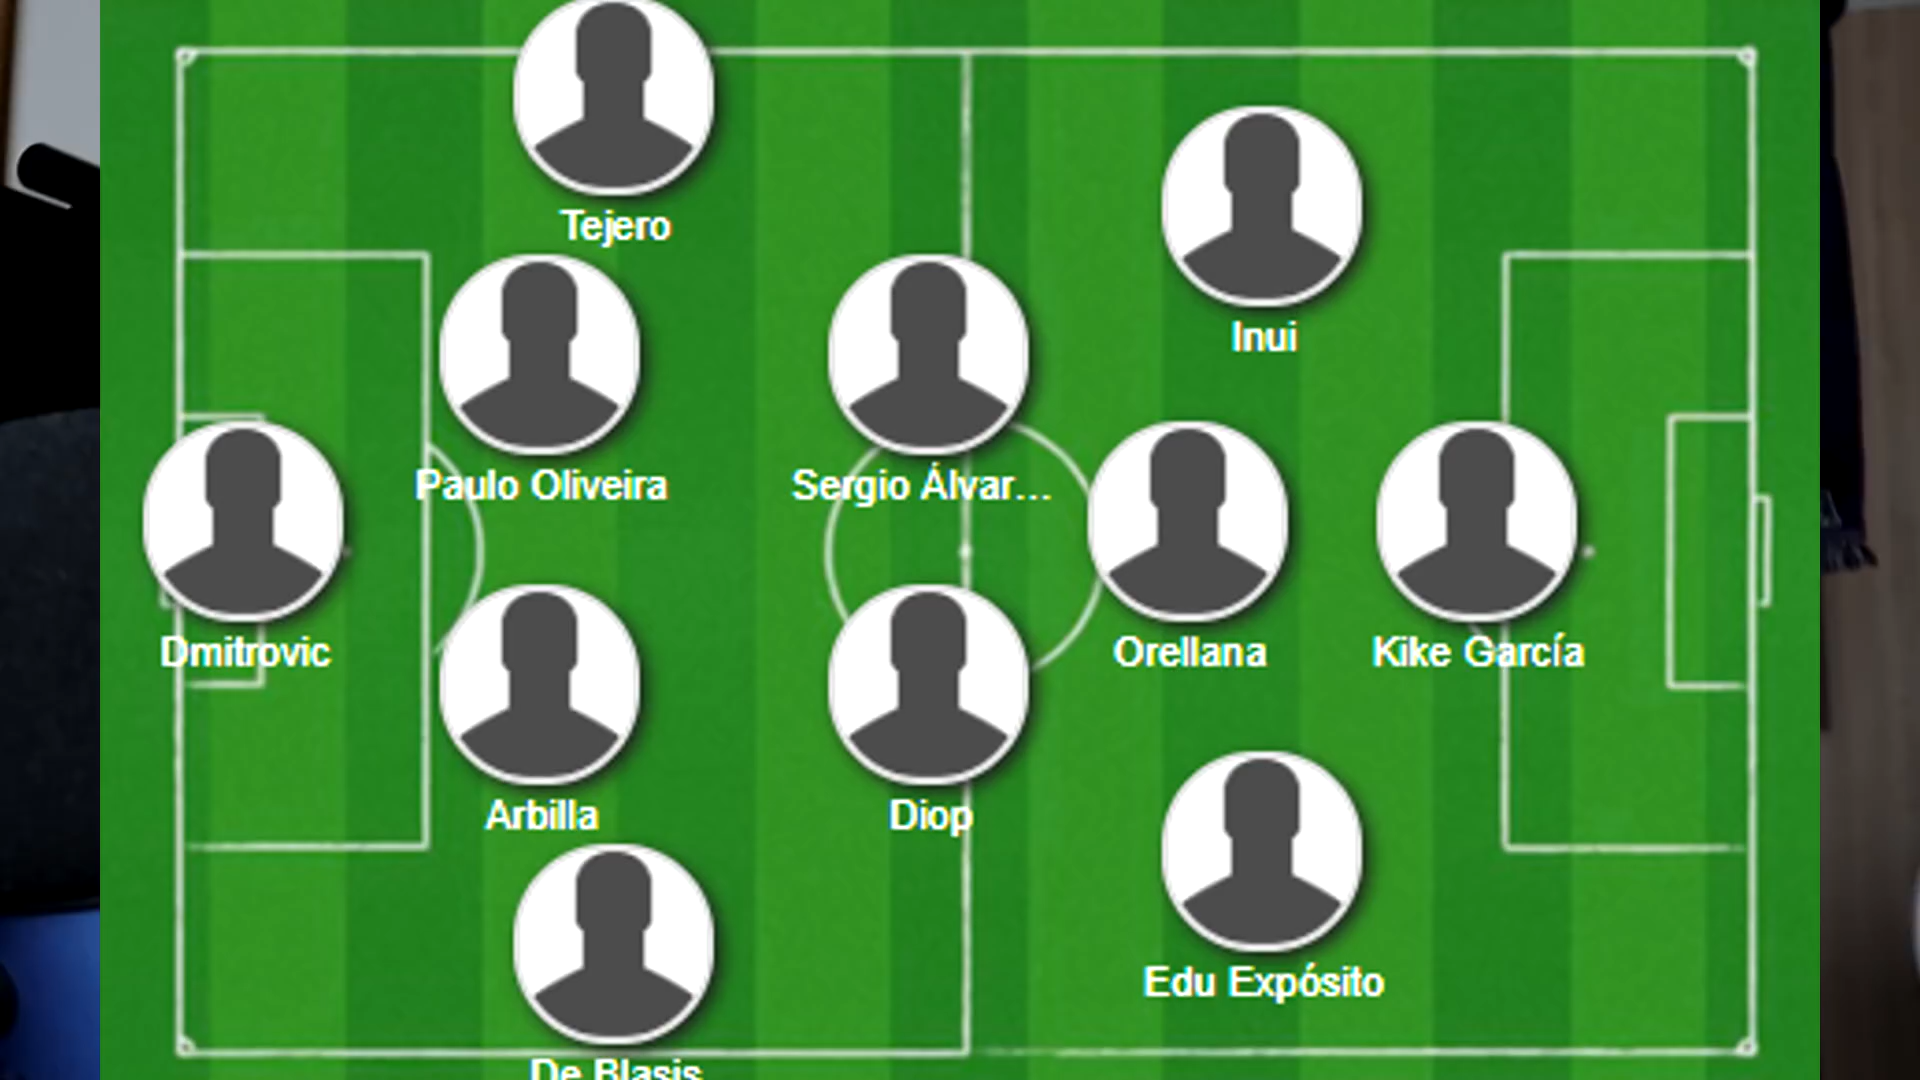 Tejero
Inui
Paulo Oliveira
Sergio Álvar...
Dmitrovic
Orellana
Kike García
Arbilla
Diop
Edu Expósito
De Blasis